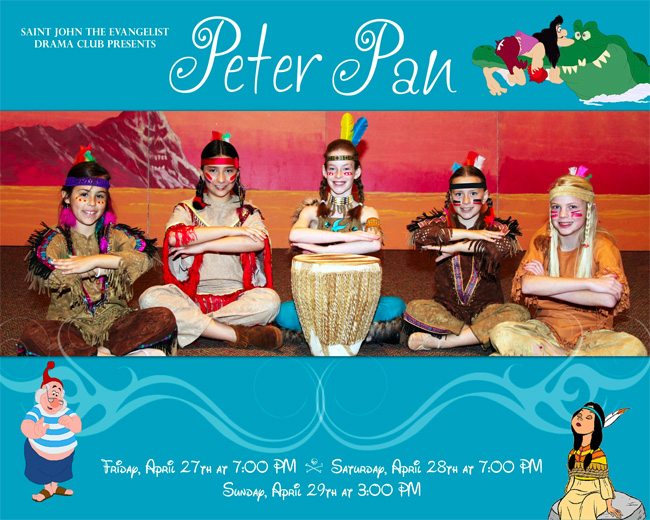 SAINT JOHN THE EVANGELIST
DRAMA CLUB PRESENTS
Peter Pan
Friday, April 27th at 7:00 PM Saturday, April 28th at 7:00 PM
Sunday, April 29th at 3:00 PM